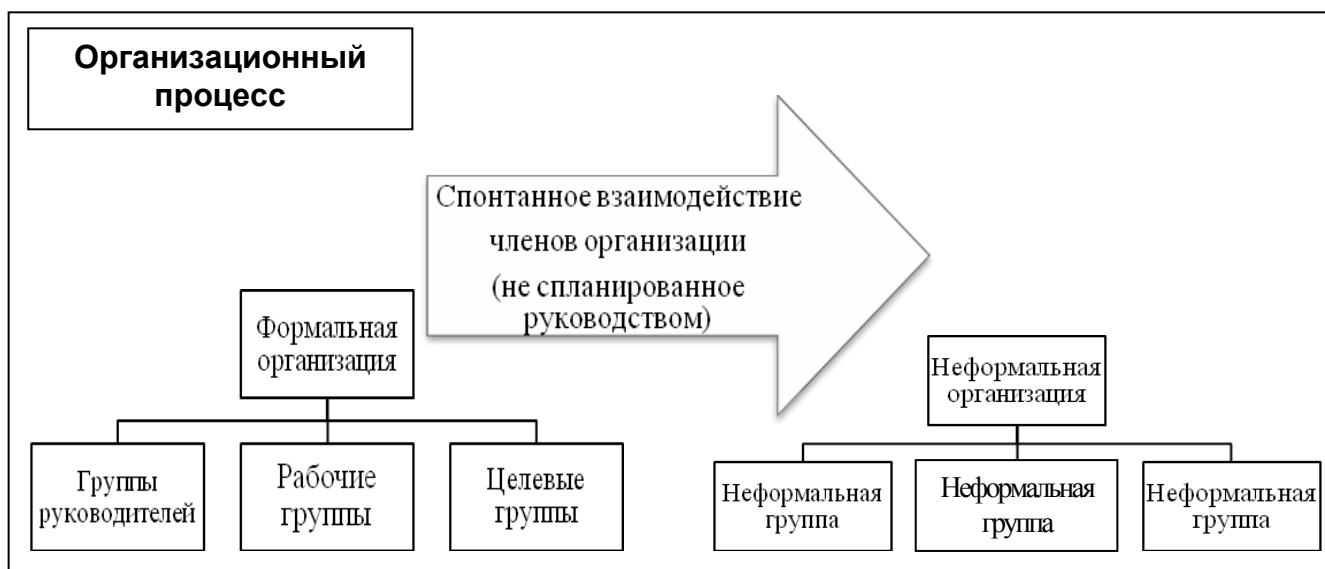 Организационный
процесс
Спонтанное взаимодействие
членов организации
(не спланированное
руководством)
Формальная
организация
Неформальная
организация
Группы
руководителей
Рабочие
группы
Целевые
группы
Неформальная
группа
Неформальная
группа
Неформальная
группа